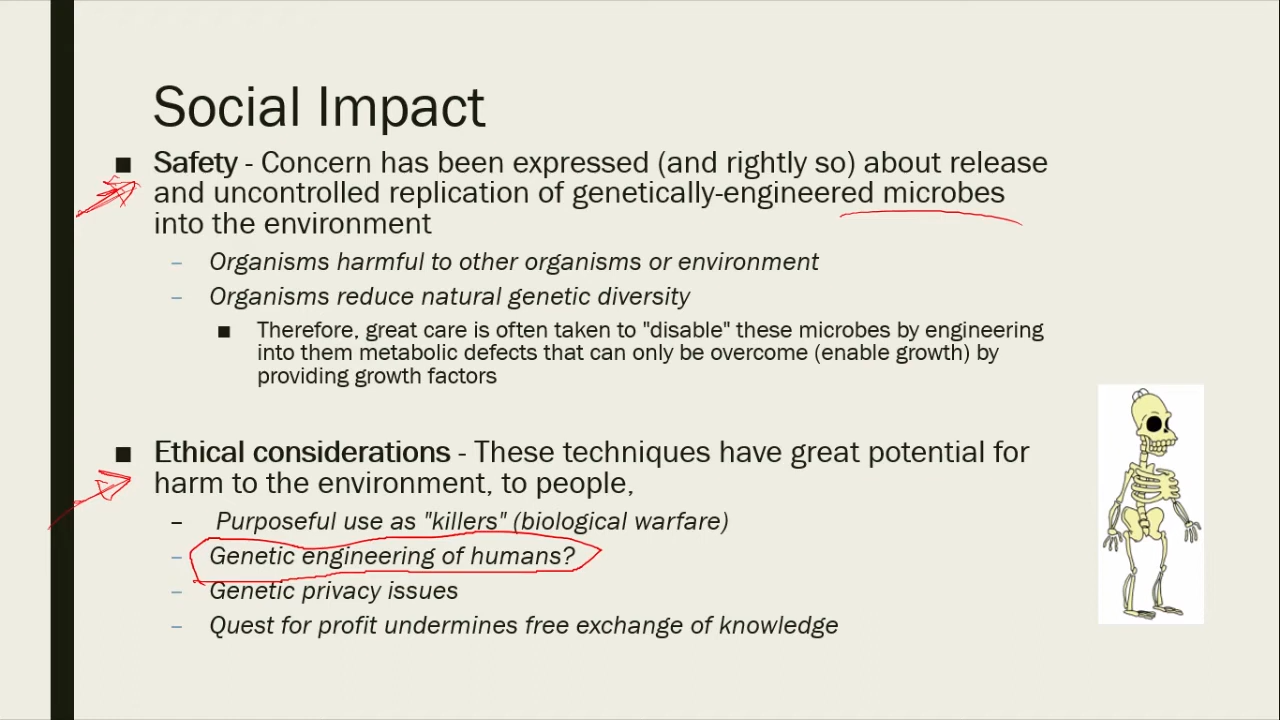 Social Impact
■ Safety - Concern has been expressed (and rightly so) about release
and uncontrolled replication of genetically-engineered microbes
into the environment
– Organisms harmful to other organisms or environment
– Organisms reduce natural genetic diversity
■ Therefore, great care is often taken to "disable" these microbes by engineering
into them metabolic defects that can only be overcome (enable growth) by
providing growth factors
■ Ethical considerations - These techniques have great potential for
harm to the environment, to people,
– Purposeful use as "killers" (biological warfare)
– Genetic engineering of humans?
– Genetic privacy issues
– Quest for profit undermines free exchange of knowledge